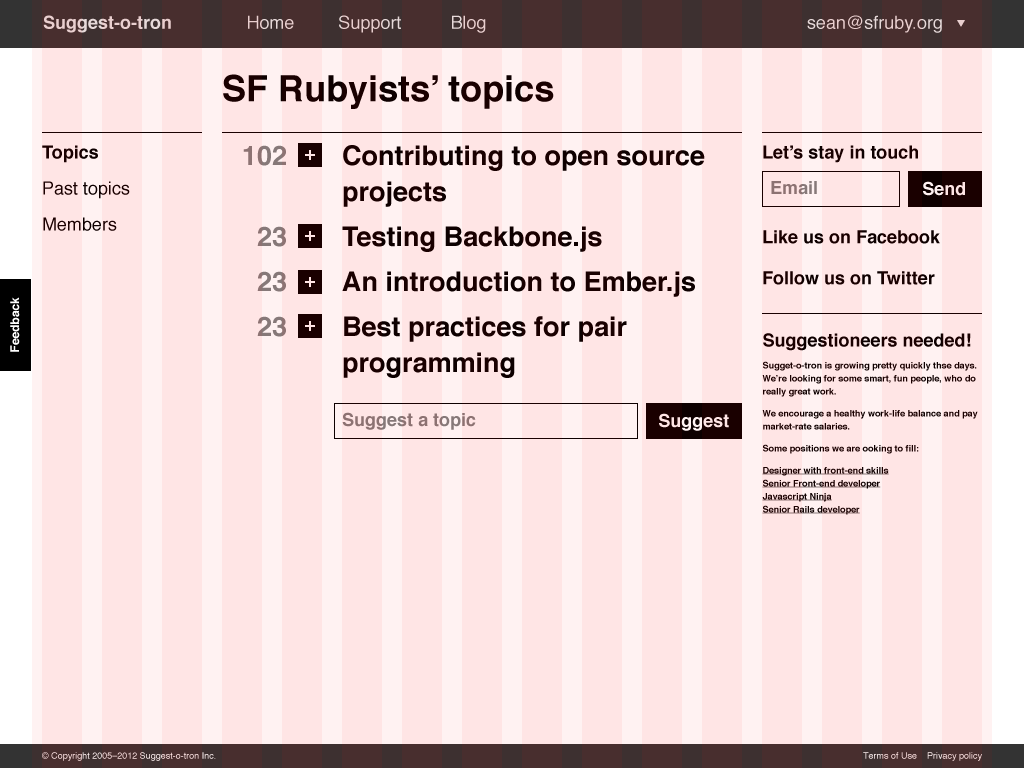 Suggest-o-tron Home Support Blog sean@sfruby.org ▼
SF Rubyists’ topics
Topics
Past topics
Members
Feedback
102 + Contributing to open source
projects
23 + Testing Backbone.js
23 + An introduction to Ember.js
23 + Best practices for pair
programming
Suggest a topic Suggest
Let’s stay in touch
Email Send
Like us on Facebook
Follow us on Twitter
Suggestioneers needed!
Sugget-o-tron is growing pretty quickly thse days.
We’re looking for some smart, fun people, who do
really great work.
We encourage a healthy work-life balance and pay
market-rate salaries.
Some positions we are ooking to fill:
Designer with front-end skills
Senior Front-end developer
Javascript Ninja
Senior Rails developer
© Copyright 2005–2012 Suggest-o-tron Inc. Terms of Use Privacy policy